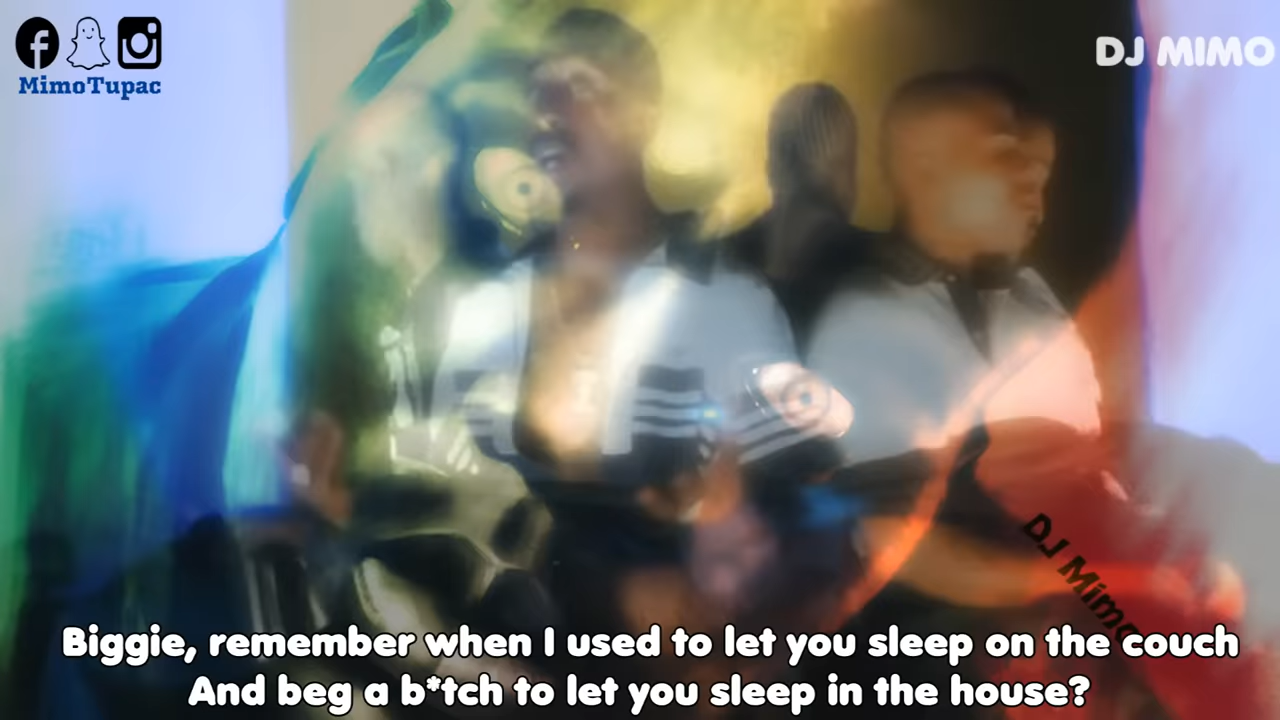 MimoTupac
DJ MIMO
DJ Mimo
Biggie, remember when I used to let you sleep on the couch
And beg a b*tch to let you sleep in the house?